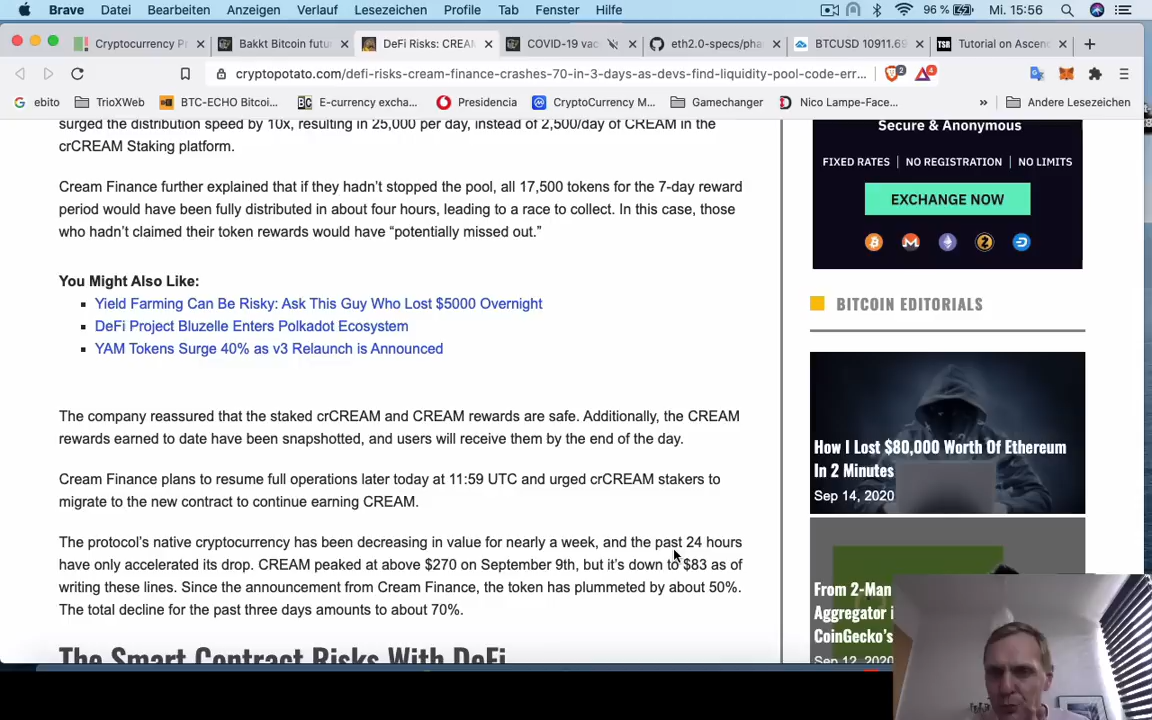 Brave Datei Bearbeiten Anzeigen Verlauf Lesezeichen Profile Tab Fenster Hilfe 96 % Mi. 15:56
Cryptocurrency P
Bakkt Bitcoin futu
DeFi Risks: CREA
COVID-19 vac
eth2.0-specs/pha
BTCUSD 10911.69
TSR Tutorial on Ascen
cryptopotato.com/defi-risks-cream-finance-crashes-70-in-3-days-as-devs-find-liquidity-pool-code-err... 2 4
ebito TrioXWeb BTC-ECHO Bitcoi... E-currency excha... Presidencia CryptoCurrency M... Gamechanger Nico Lampe-Face... » Andere Lesezeichen
surged the distribution speed by 10x, resulting in 25,000 per day, instead of 2,500/day of CREAM in the
crCREAM Staking platform.
Cream Finance further explained that if they hadn't stopped the pool, all 17,500 tokens for the 7-day reward
period would have been fully distributed in about four hours, leading to a race to collect. In this case, those
who hadn't claimed their token rewards would have “potentially missed out.”
You Might Also Like:
Yield Farming Can Be Risky: Ask This Guy Who Lost $5000 Overnight
DeFi Project Bluzelle Enters Polkadot Ecosystem
YAM Tokens Surge 40% as v3 Relaunch is Announced
The company reassured that the staked crCREAM and CREAM rewards are safe. Additionally, the CREAM
rewards earned to date have been snapshotted, and users will receive them by the end of the day.
Cream Finance plans to resume full operations later today at 11:59 UTC and urged crCREAM stakers to
migrate to the new contract to continue earning CREAM.
The protocol's native cryptocurrency has been decreasing in value for nearly a week, and the past 24 hours
have only accelerated its drop. CREAM peaked at above $270 on September 9th, but it's down to $83 as of
writing these lines. Since the announcement from Cream Finance, the token has plummeted by about 50%.
The total decline for the past three days amounts to about 70%.
The Smart Contract Risks With DeFi
Secure & Anonymous
FIXED RATES | NO REGISTRATION | NO LIMITS
EXCHANGE NOW
BITCOIN EDITORIALS
How I Lost $80,000 Worth Of Ethereum
In 2 Minutes
Sep 14, 2020
From 2-Man
Aggregator i
CoinGecko's
Sep 12, 2020